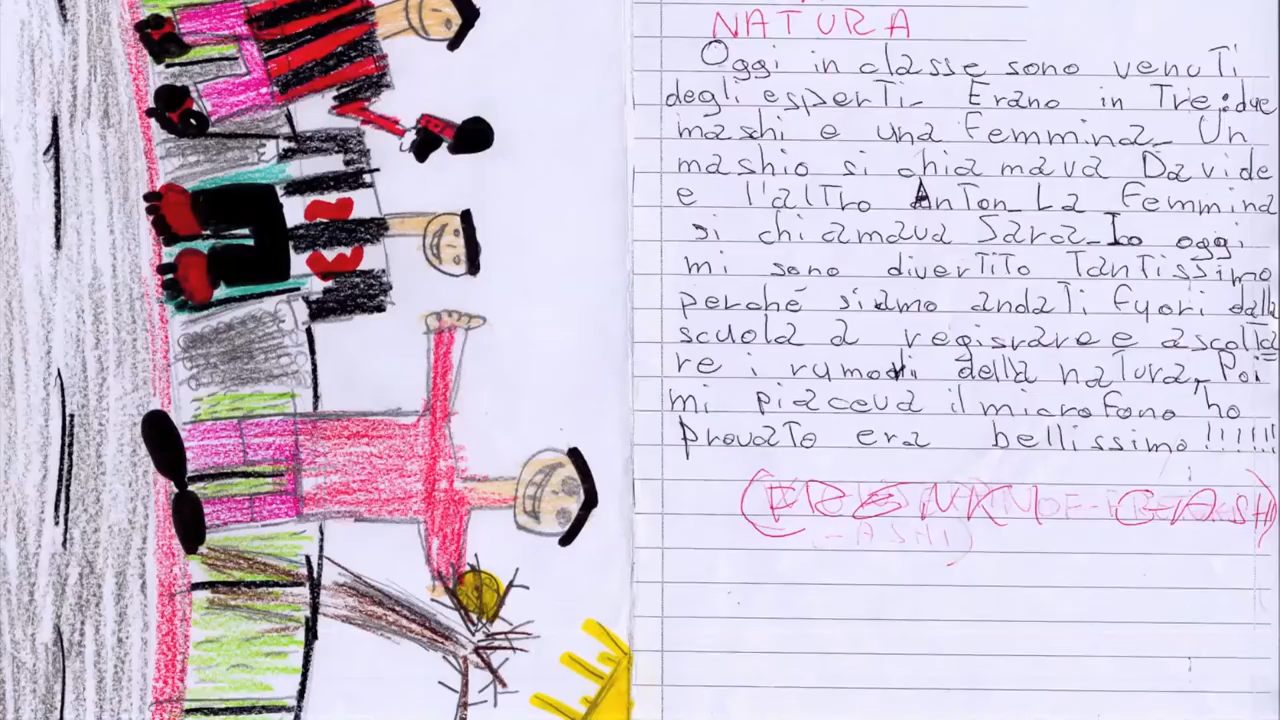 NATURA
Oggi in classe sono venuti
degli esperti. Erano in Tre: due
mashi e una femmina. Un
mashio si chiamava Davide
e l'altro Anton. La femmina
si chiamava Sara. Io oggi
mi sono divertito tantissimo
perché siamo andati fuori dalla
scuola a registrare e ascolta
re i rumori della natura, Poi
mi piaceva il microfono ho
provato era bellissimo!!!!!!